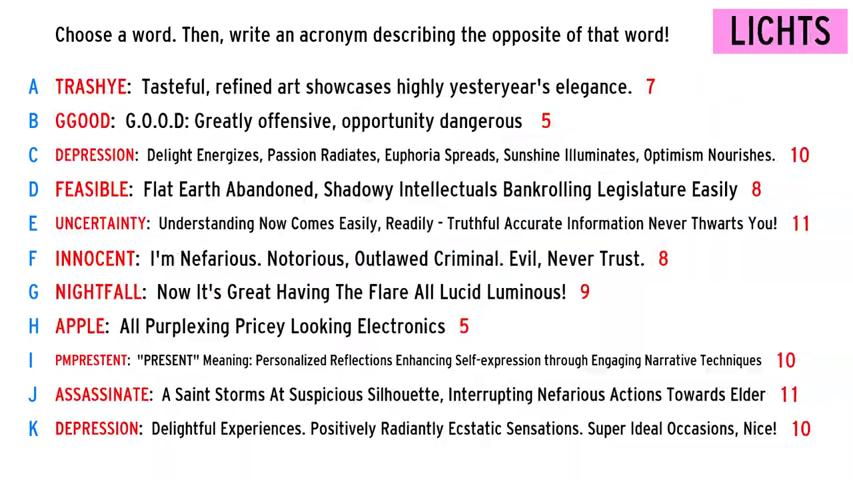 Choose a word. Then, write an acronym describing the opposite of that word!
LICHTS
A TRASHYE: Tasteful, refined art showcases highly yesteryear's elegance. 7
B GGOOD: G.O.O.D: Greatly offensive, opportunity dangerous 5
C DEPRESSION: Delight Energizes, Passion Radiates, Euphoria Spreads, Sunshine Illuminates, Optimism Nourishes. 10
D FEASIBLE: Flat Earth Abandoned, Shadowy Intellectuals Bankrolling Legislature Easily 8
E UNCERTAINTY: Understanding Now Comes Easily, Readily - Truthful Accurate Information Never Thwarts You! 11
F INNOCENT: I'm Nefarious. Notorious, Outlawed Criminal. Evil, Never Trust. 8
G NIGHTFALL: Now It's Great Having The Flare All Lucid Luminous! 9
H APPLE: All Purplexing Pricey Looking Electronics 5
I PMPRESTENT: "PRESENT" Meaning: Personalized Reflections Enhancing Self-expression through Engaging Narrative Techniques 10
J ASSASSINATE: A Saint Storms At Suspicious Silhouette, Interrupting Nefarious Actions Towards Elder 11
K DEPRESSION: Delightful Experiences. Positively Radiantly Ecstatic Sensations. Super Ideal Occasions, Nice! 10